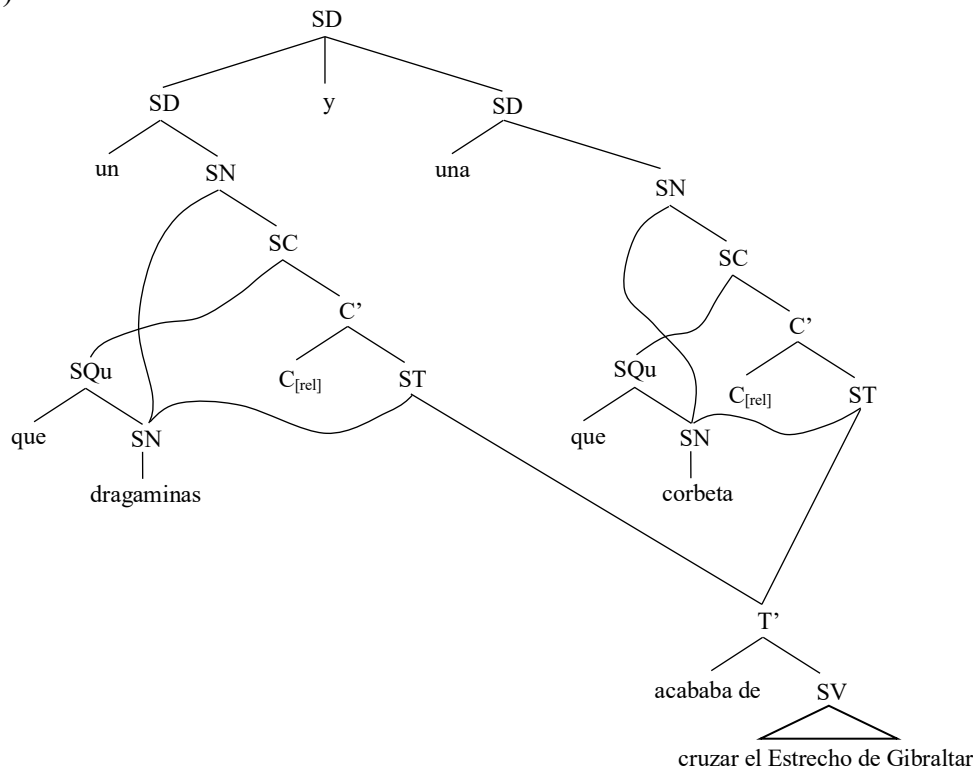 )
SD
SD y SD
un SN una SN
SC SC
C’ C’
SQu C[rel] ST SQu C[rel] ST
que SN que SN
dragaminas corbeta
T’
acababa de SV
cruzar el Estrecho de Gibraltar